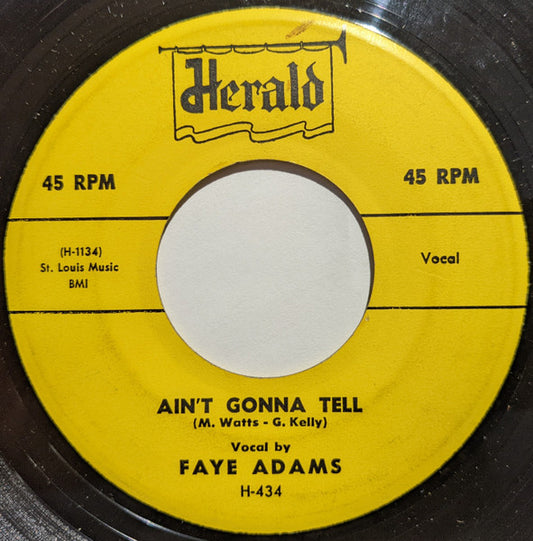 Herald
45 RPM
45 RPM
(H-1134)
St. Louis Music
BMI
Vocal
AIN'T GONNA TELL
(M. Watts - G. Kelly)
Vocal by
FAYE ADAMS
H-434